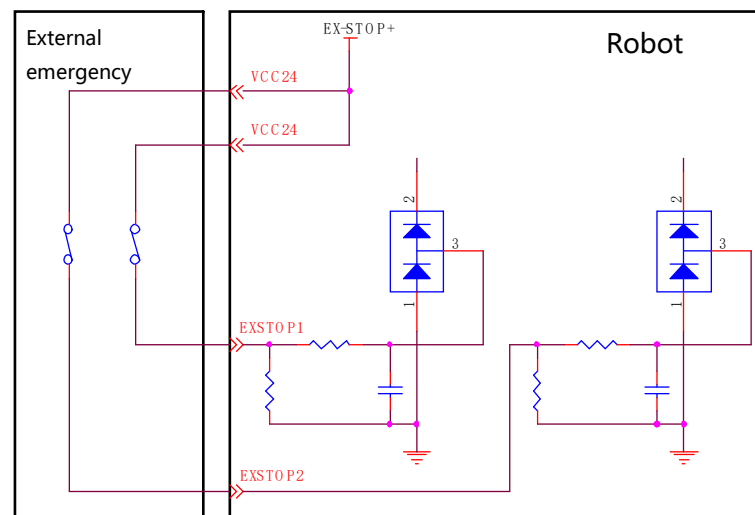 External
emergency
EX-STOP+
Robot
VCC24
VCC24
2
3
1
2
3
1
EXSTOP1
EXSTOP2